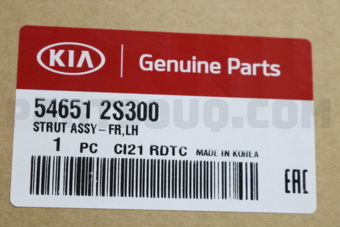 KIA Genuine Parts
54651 2S300
STRUT ASSY-FR,LH
1 PC CI21 RDTC MADE IN KOREA
EAC